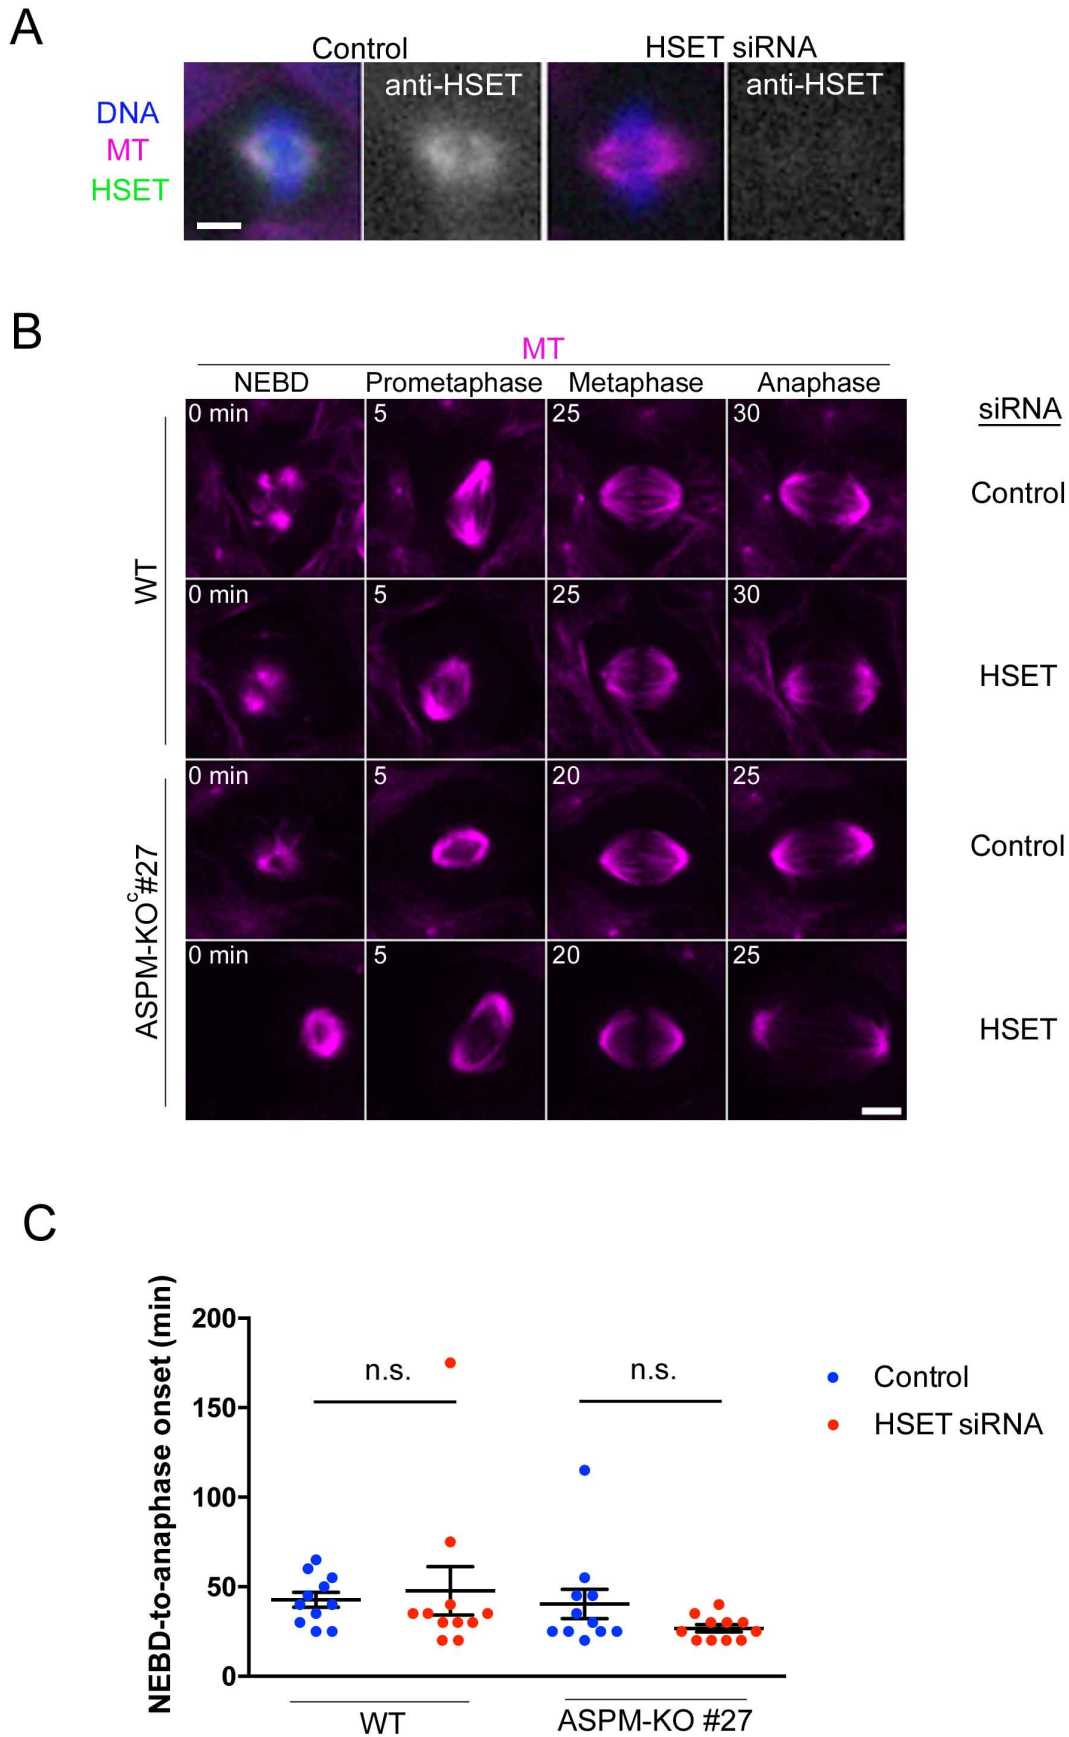 A
Control
HSET siRNA
anti-HSET
anti-HSET
DNA
MT
HSET
B
MT
NEBD
Prometaphase
Metaphase
Anaphase
siRNA
0 min
5
25
30
Control
WT
0 min
5
25
30
HSET
0 min
5
20
25
Control
ASPM-KOᶜ#27
0 min
5
20
25
HSET
C
NEBD-to-anaphase onset (min)
200
150
100
50
0
n.s.
n.s.
Control
HSET siRNA
WT
ASPM-KO #27